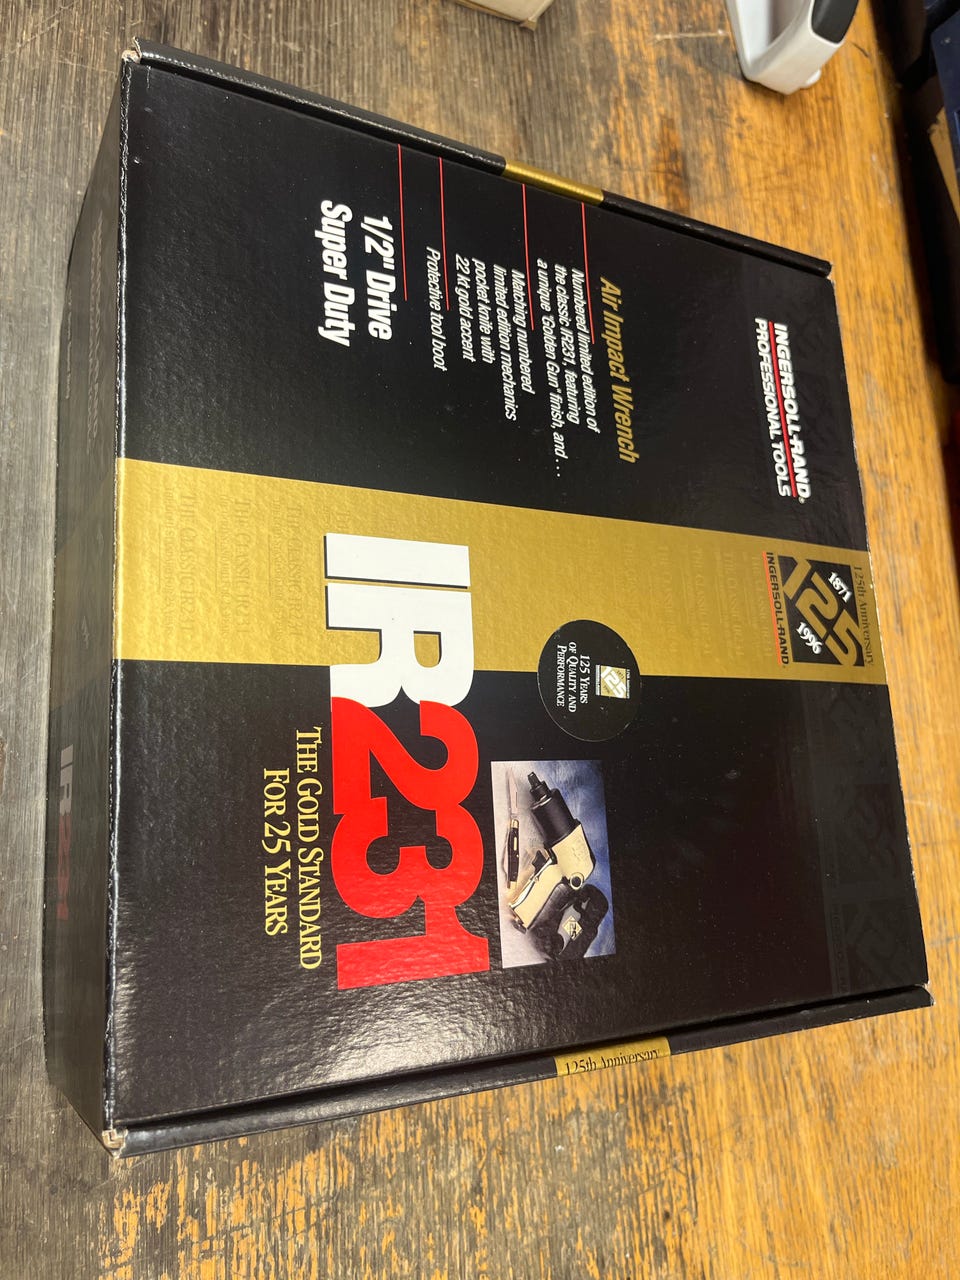 INGERSOLL-RAND®
PROFESSIONAL TOOLS
125th Anniversary
1871
125
1996
INGERSOLL-RAND
Air Impact Wrench
Numbered limited edition of
the classic IR231, featuring
a unique "Golden Gun" finish, and . . .
Matching numbered
limited edition mechanics
pocket knife with
22 kt gold accent
Protective tool boot
1/2" Drive
Super Duty
125
125 YEARS
OF QUALITY AND
PERFORMANCE
IR231
THE GOLD STANDARD
FOR 25 YEARS
125th Anniversary
IR231